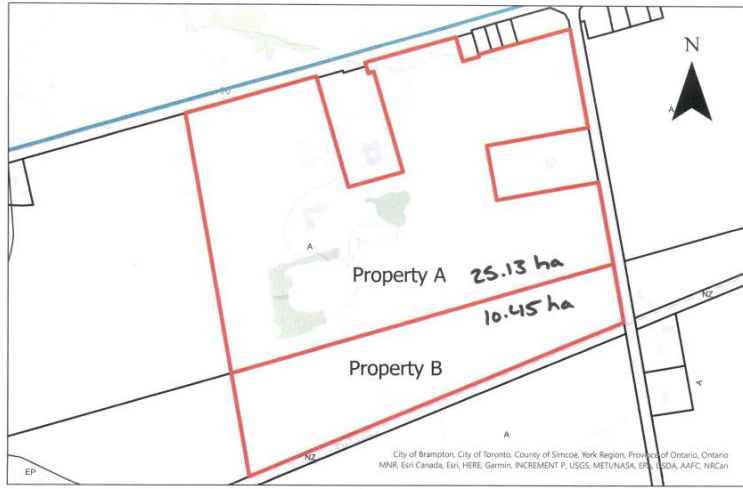 N
90
A
A
Property A 25.13 ha
10.45 ha
NZ
Property B
A
A
NZ
EP
City of Brampton, City of Toronto, County of Simcoe, York Region, Province of Ontario, Ontario
MNR, Esri Canada, Esri, HERE, Garmin, INCREMENT P, USGS, METI/NASA, EPA, USDA, AAFC, NRCan